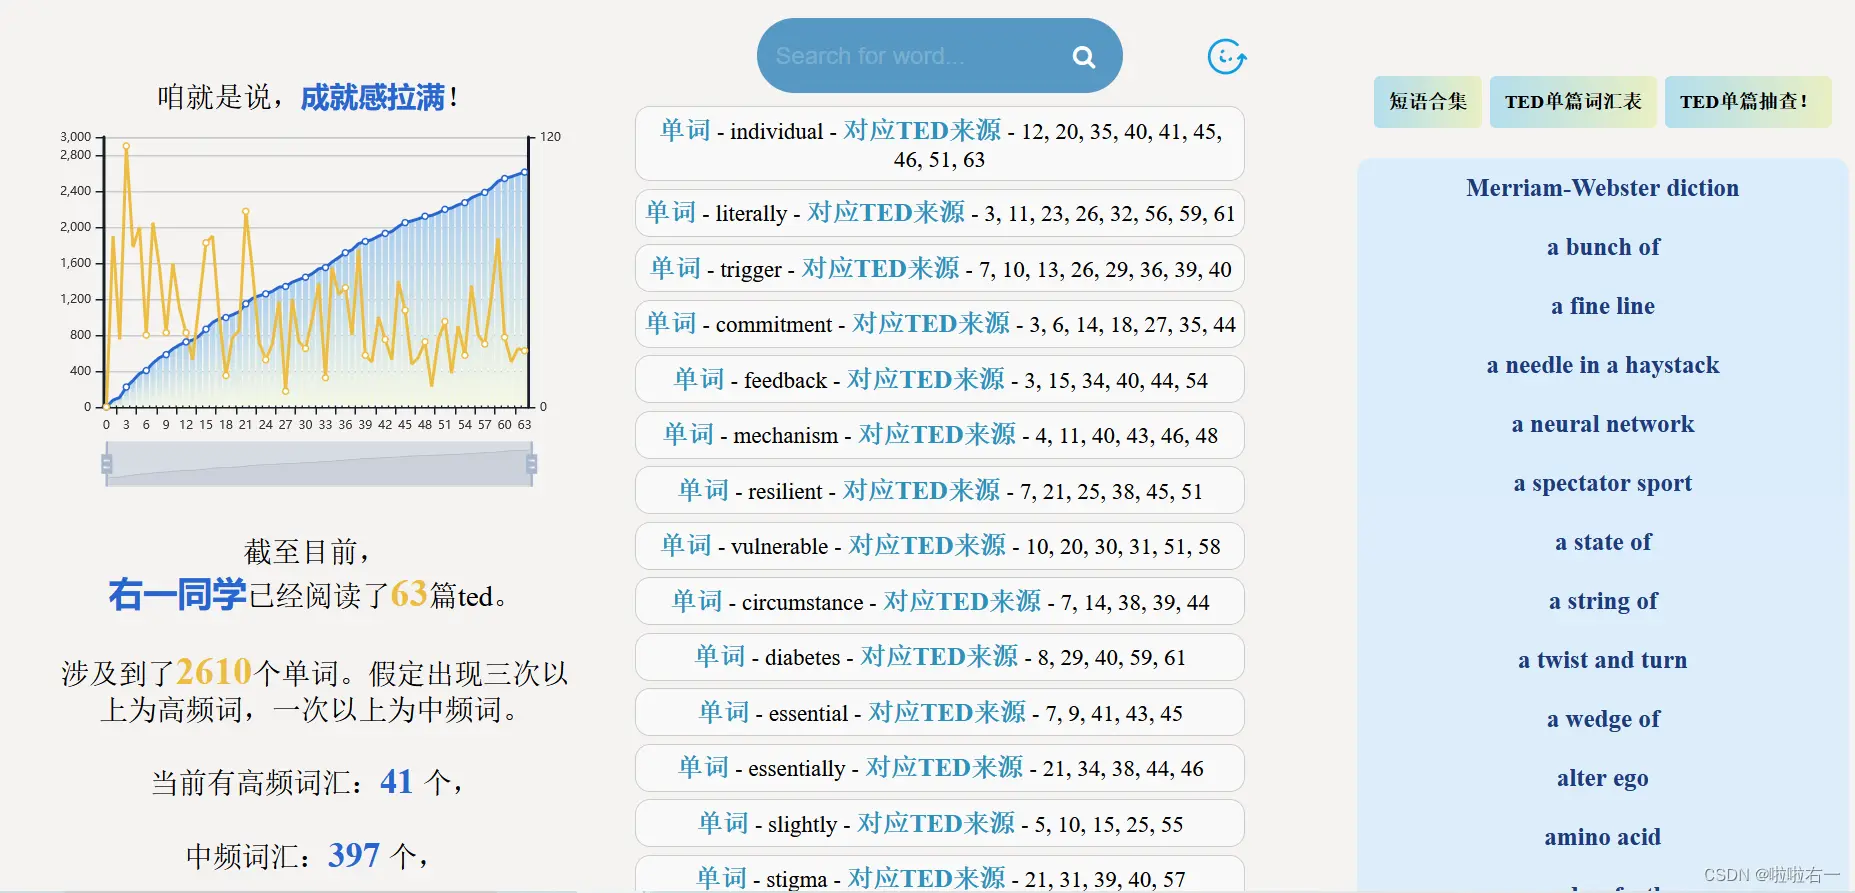 咱就是说，成就感拉满！
3,000
2,800
2,400
2,000
1,600
1,200
800
400
0
120
0
0 3 6 9 12 15 18 21 24 27 30 33 36 39 42 45 48 51 54 57 60 63
截至目前，
右一同学已经阅读了63篇ted。
涉及到了2610个单词。假定出现三次以
上为高频词，一次以上为中频词。
当前有高频词汇：41 个，
中频词汇：397 个，
Search for word...
单词 - individual - 对应TED来源 - 12, 20, 35, 40, 41, 45,
46, 51, 63
单词 - literally - 对应TED来源 - 3, 11, 23, 26, 32, 56, 59, 61
单词 - trigger - 对应TED来源 - 7, 10, 13, 26, 29, 36, 39, 40
单词 - commitment - 对应TED来源 - 3, 6, 14, 18, 27, 35, 44
单词 - feedback - 对应TED来源 - 3, 15, 34, 40, 44, 54
单词 - mechanism - 对应TED来源 - 4, 11, 40, 43, 46, 48
单词 - resilient - 对应TED来源 - 7, 21, 25, 38, 45, 51
单词 - vulnerable - 对应TED来源 - 10, 20, 30, 31, 51, 58
单词 - circumstance - 对应TED来源 - 7, 14, 38, 39, 44
单词 - diabetes - 对应TED来源 - 8, 29, 40, 59, 61
单词 - essential - 对应TED来源 - 7, 9, 41, 43, 45
单词 - essentially - 对应TED来源 - 21, 34, 38, 44, 46
单词 - slightly - 对应TED来源 - 5, 10, 15, 25, 55
单词 - stigma - 对应TED来源 - 21, 31, 39, 40, 57
短语合集
TED单篇词汇表
TED单篇抽查！
Merriam-Webster diction
a bunch of
a fine line
a needle in a haystack
a neural network
a spectator sport
a state of
a string of
a twist and turn
a wedge of
alter ego
amino acid
CSDN @啦啦右一